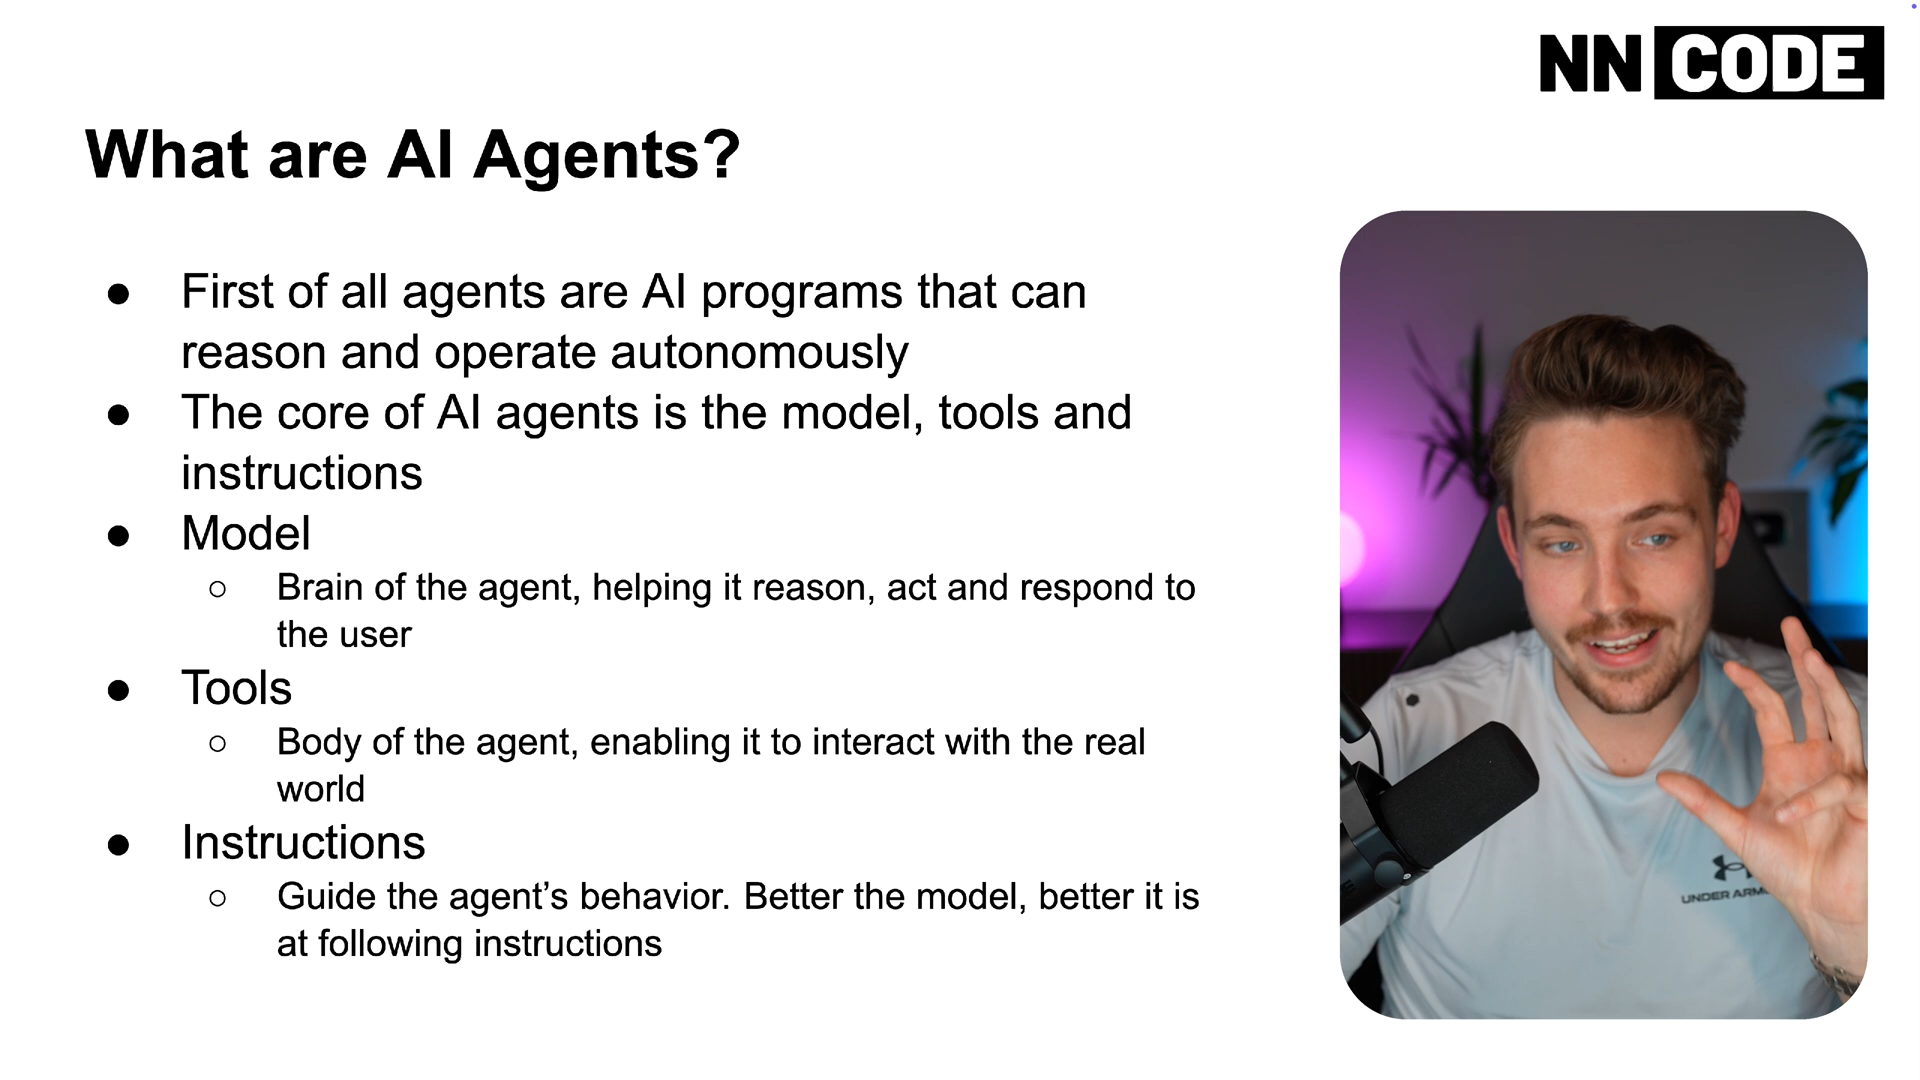 NN CODE
What are AI Agents?
● First of all agents are AI programs that can
reason and operate autonomously
● The core of AI agents is the model, tools and
instructions
● Model
○ Brain of the agent, helping it reason, act and respond to
the user
● Tools
○ Body of the agent, enabling it to interact with the real
world
● Instructions
○ Guide the agent’s behavior. Better the model, better it is
at following instructions
UNDER ARM